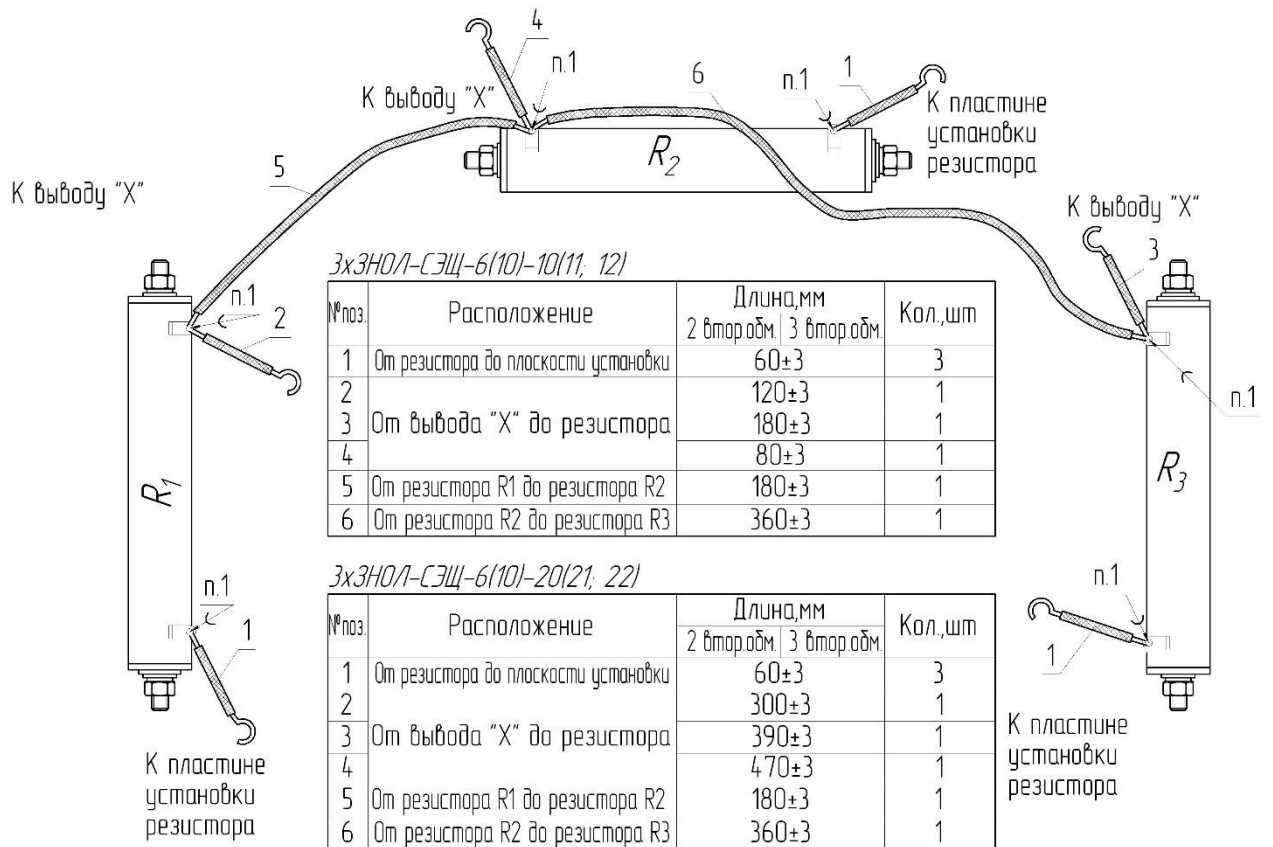 4
п.1
К выводу "X"
6
п.1
1
К пластине
установки
резистора
R2
5
К выводу "X"
К выводу "X"
3
п.1
2
п.1
R1
R3
3хЗНОЛ-СЭЩ-6(10)-10(11; 12)
№поз. Расположение Длина,мм Кол.,шт
2 втор.обм. 3 втор.обм.
1 От резистора до плоскости установки 60±3 3
2 120±3 1
3 От вывода "X" до резистора 180±3 1
4 80±3 1
5 От резистора R1 до резистора R2 180±3 1
6 От резистора R2 до резистора R3 360±3 1
3хЗНОЛ-СЭЩ-6(10)-20(21; 22)
№поз. Расположение Длина,мм Кол.,шт
2 втор.обм. 3 втор.обм.
1 От резистора до плоскости установки 60±3 3
2 300±3 1
3 От вывода "X" до резистора 390±3 1
4 470±3 1
5 От резистора R1 до резистора R2 180±3 1
6 От резистора R2 до резистора R3 360±3 1
п.1
1
К пластине
установки
резистора
п.1
1
К пластине
установки
резистора